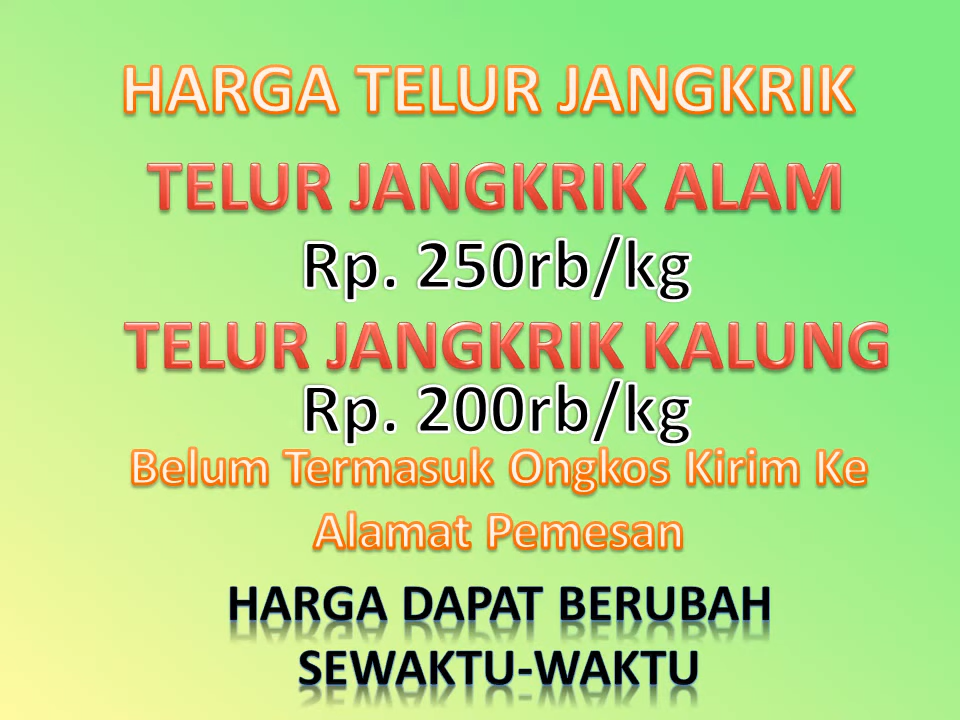 HARGA TELUR JANGKRIK
TELUR JANGKRIK ALAM
Rp. 250rb/kg
TELUR JANGKRIK KALUNG
Rp. 200rb/kg
Belum Termasuk Ongkos Kirim Ke
Alamat Pemesan
HARGA DAPAT BERUBAH
SEWAKTU-WAKTU